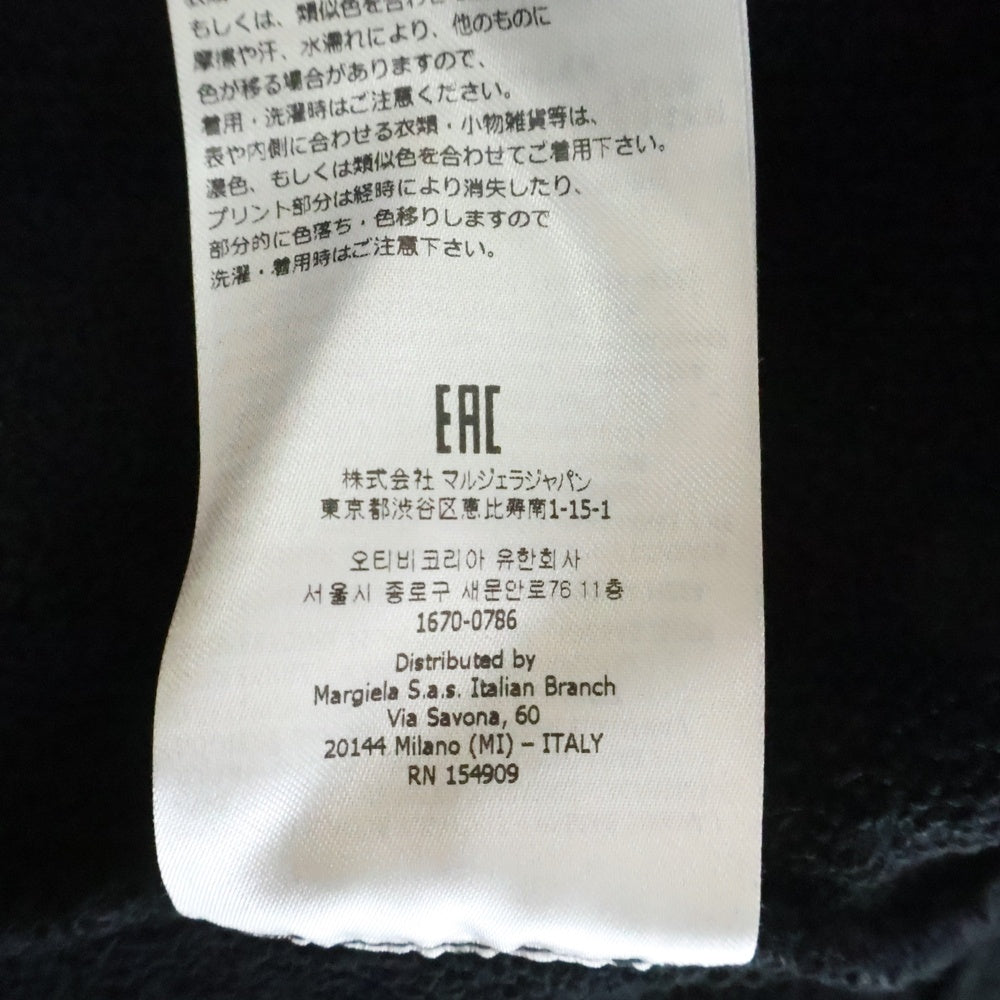 もしくは、類似色を合わせ
摩擦や汗、水濡れにより、他のものに
色が移る場合がありますので、
着用・洗濯時はご注意ください。
表や内側に合わせる衣類・小物雑貨等は、
濃色、もしくは類似色を合わせてご着用下さい。
プリント部分は経時により消失したり、
部分的に色落ち・色移りしますので
洗濯・着用時はご注意下さい。
EAC
株式会社 マルジェラジャパン
東京都渋谷区恵比寿南1-15-1
오티비코리아 유한회사
서울시 종로구 새문안로76 11층
1670-0786
Distributed by
Margiela S.a.s. Italian Branch
Via Savona, 60
20144 Milano (MI) – ITALY
RN 154909